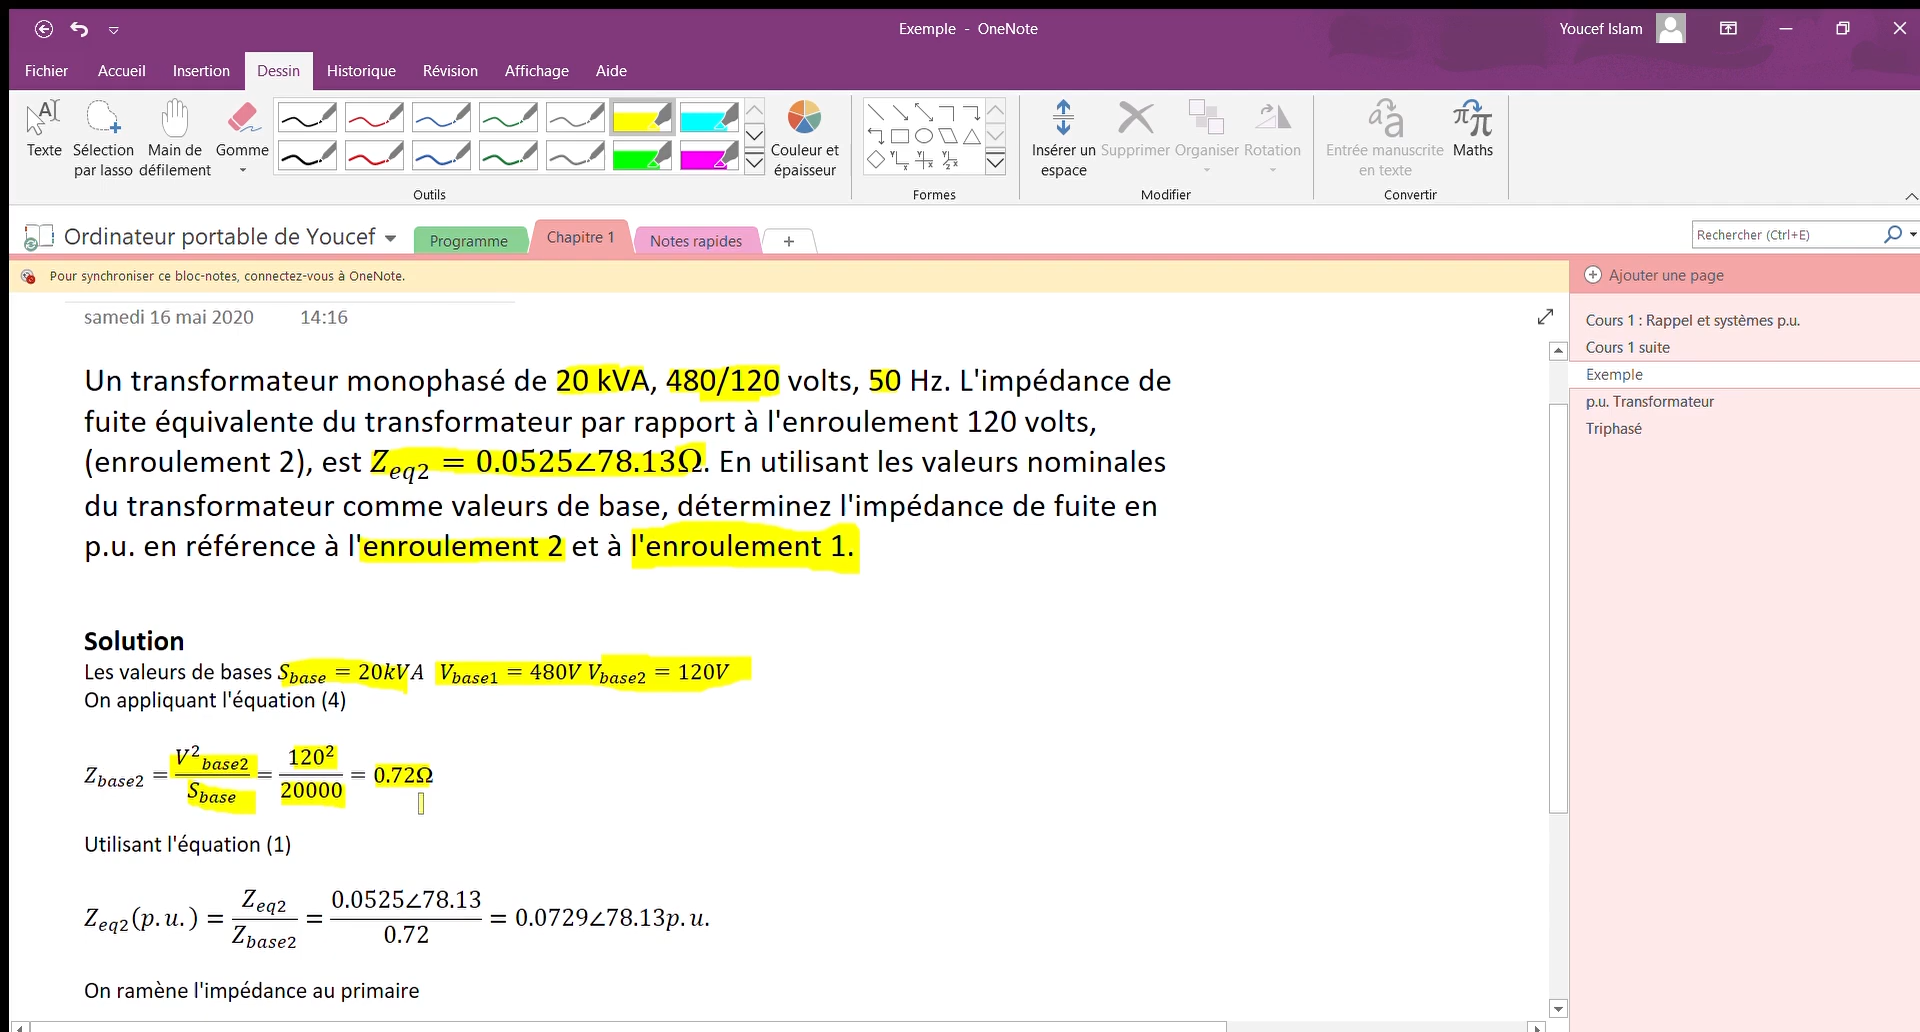 Exemple - OneNote
Youcef Islam
Fichier Accueil Insertion Dessin Historique Révision Affichage Aide
Texte
Sélection par lasso
Main de défilement
Gomme
Couleur et épaisseur
Insérer un espace
Supprimer
Organiser
Rotation
Entrée manuscrite en texte
Maths
Outils
Formes
Modifier
Convertir
Ordinateur portable de Youcef
Programme
Chapitre 1
Notes rapides
+
Rechercher (Ctrl+E)
Pour synchroniser ce bloc-notes, connectez-vous à OneNote.
Ajouter une page
Cours 1 : Rappel et systèmes p.u.
Cours 1 suite
Exemple
p.u. Transformateur
Triphasé
samedi 16 mai 2020 14:16
Un transformateur monophasé de 20 kVA, 480/120 volts, 50 Hz. L'impédance de
fuite équivalente du transformateur par rapport à l'enroulement 120 volts,
(enroulement 2), est Z_eq2 = 0.0525∠78.13Ω. En utilisant les valeurs nominales
du transformateur comme valeurs de base, déterminez l'impédance de fuite en
p.u. en référence à l'enroulement 2 et à l'enroulement 1.
Solution
Les valeurs de bases S_base = 20kVA V_base1 = 480V V_base2 = 120V
On appliquant l'équation (4)
Z_base2 = V²_base2 / S_base = 120² / 20000 = 0.72Ω
Utilisant l'équation (1)
Z_eq2(p.u.) = Z_eq2 / Z_base2 = 0.0525∠78.13 / 0.72 = 0.0729∠78.13p.u.
On ramène l'impédance au primaire